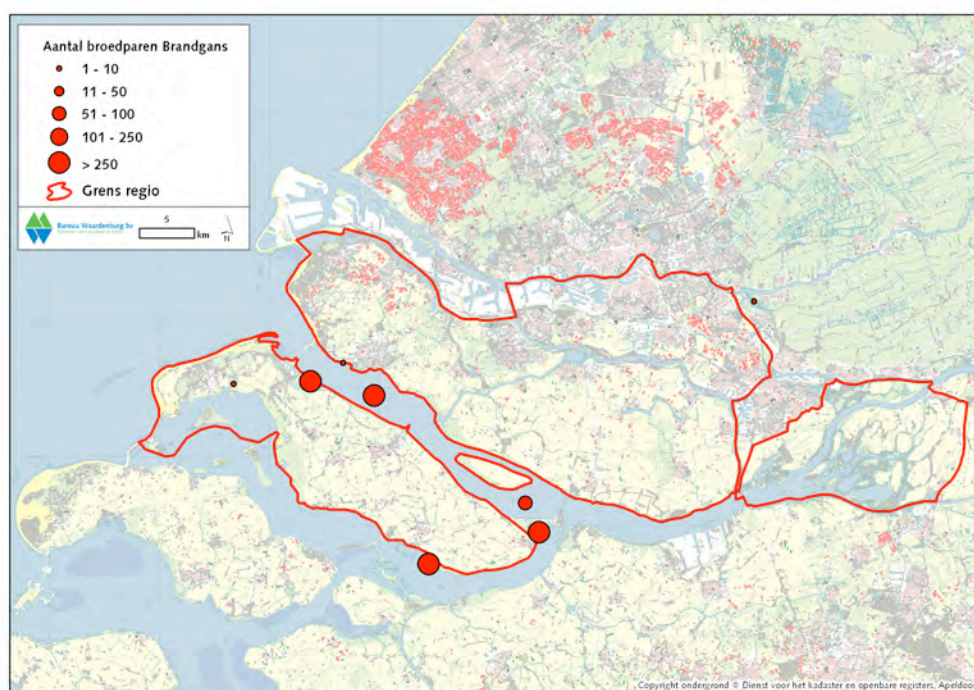 Aantal broedparen Brandgans
1 - 10
11 - 50
51 - 100
101 - 250
> 250
Grens regio
Bureau Waardenburg bv
5
km
N
Copyright ondergrond © Dienst voor het kadaster en openbare registers, Apeldoo